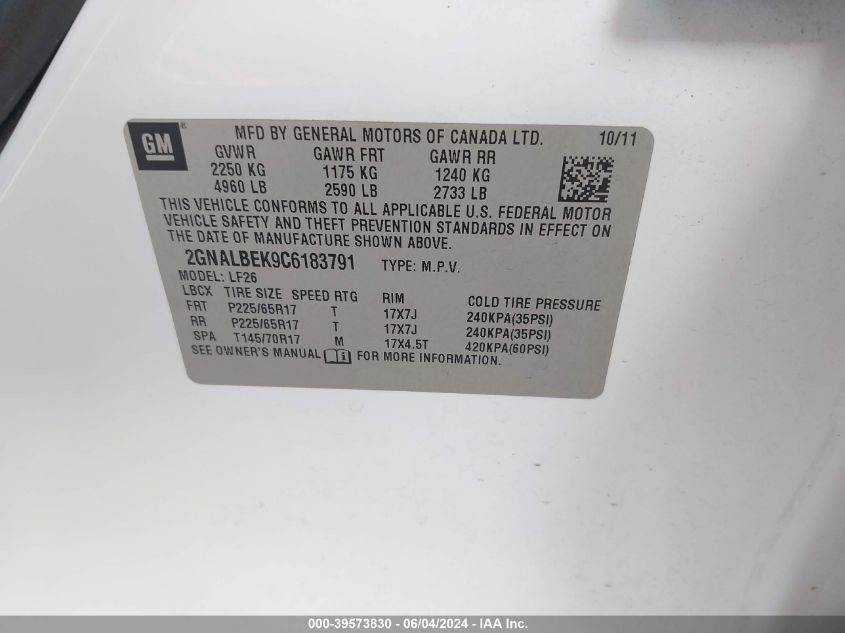 GM ® MFD BY GENERAL MOTORS OF CANADA LTD. 10/11
GVWR GAWR FRT GAWR RR
2250 KG 1175 KG 1240 KG
4960 LB 2590 LB 2733 LB
THIS VEHICLE CONFORMS TO ALL APPLICABLE U.S. FEDERAL MOTOR
VEHICLE SAFETY AND THEFT PREVENTION STANDARDS IN EFFECT ON
THE DATE OF MANUFACTURE SHOWN ABOVE.
2GNALBEK9C6183791 TYPE: M.P.V.
MODEL: LF26
LBCX TIRE SIZE SPEED RTG RIM COLD TIRE PRESSURE
FRT P225/65R17 T 17X7J 240KPA(35PSI)
RR P225/65R17 T 17X7J 240KPA(35PSI)
SPA T145/70R17 M 17X4.5T 420KPA(60PSI)
SEE OWNER'S MANUAL FOR MORE INFORMATION.
000-39573830 - 06/04/2024 - IAA Inc.